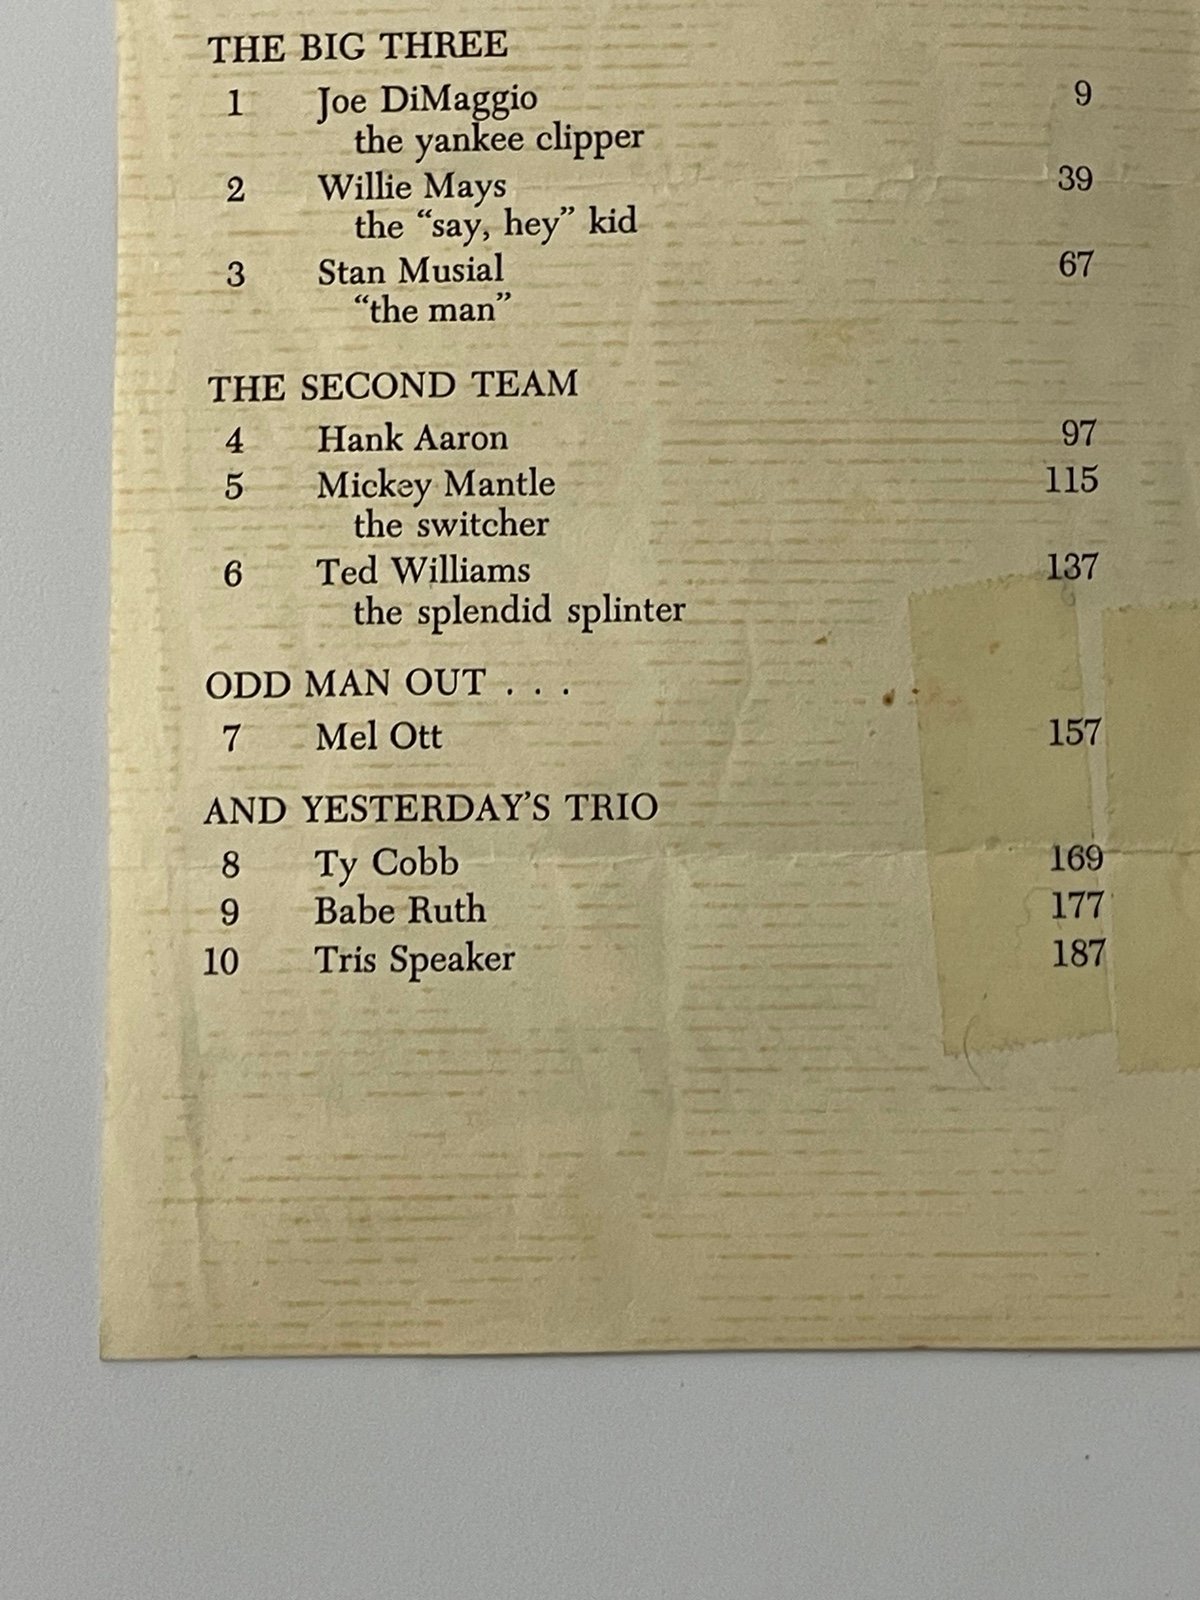 THE BIG THREE
1 Joe DiMaggio 9
the yankee clipper
2 Willie Mays 39
the “say, hey” kid
3 Stan Musial 67
“the man”
THE SECOND TEAM
4 Hank Aaron 97
5 Mickey Mantle 115
the switcher
6 Ted Williams 137
the splendid splinter
ODD MAN OUT . . .
7 Mel Ott 157
AND YESTERDAY’S TRIO
8 Ty Cobb 169
9 Babe Ruth 177
10 Tris Speaker 187